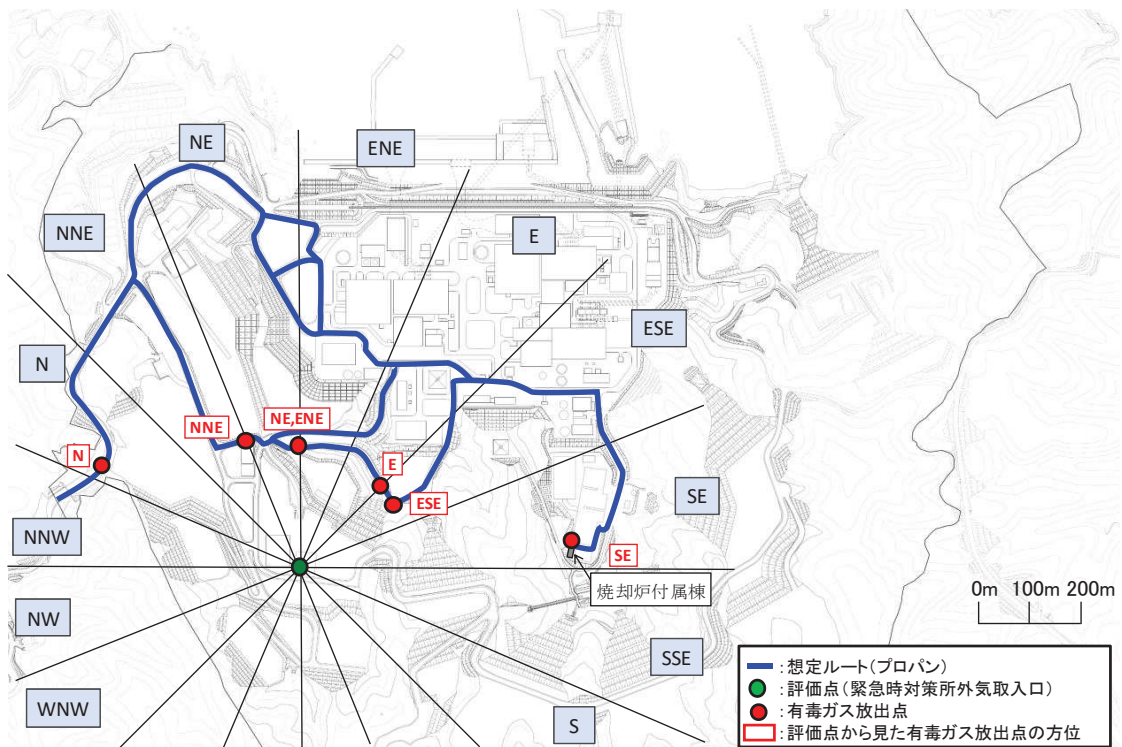 NE
ENE
NNE
E
ESE
N
NE,ENE
NNE
N
E
ESE
SE
NNW
SE
焼却炉付属棟
0m 100m 200m
NW
SSE
WNW
S
:想定ルート(プロパン)
:評価点(緊急時対策所外気取入口)
:有毒ガス放出点
:評価点から見た有毒ガス放出点の方位